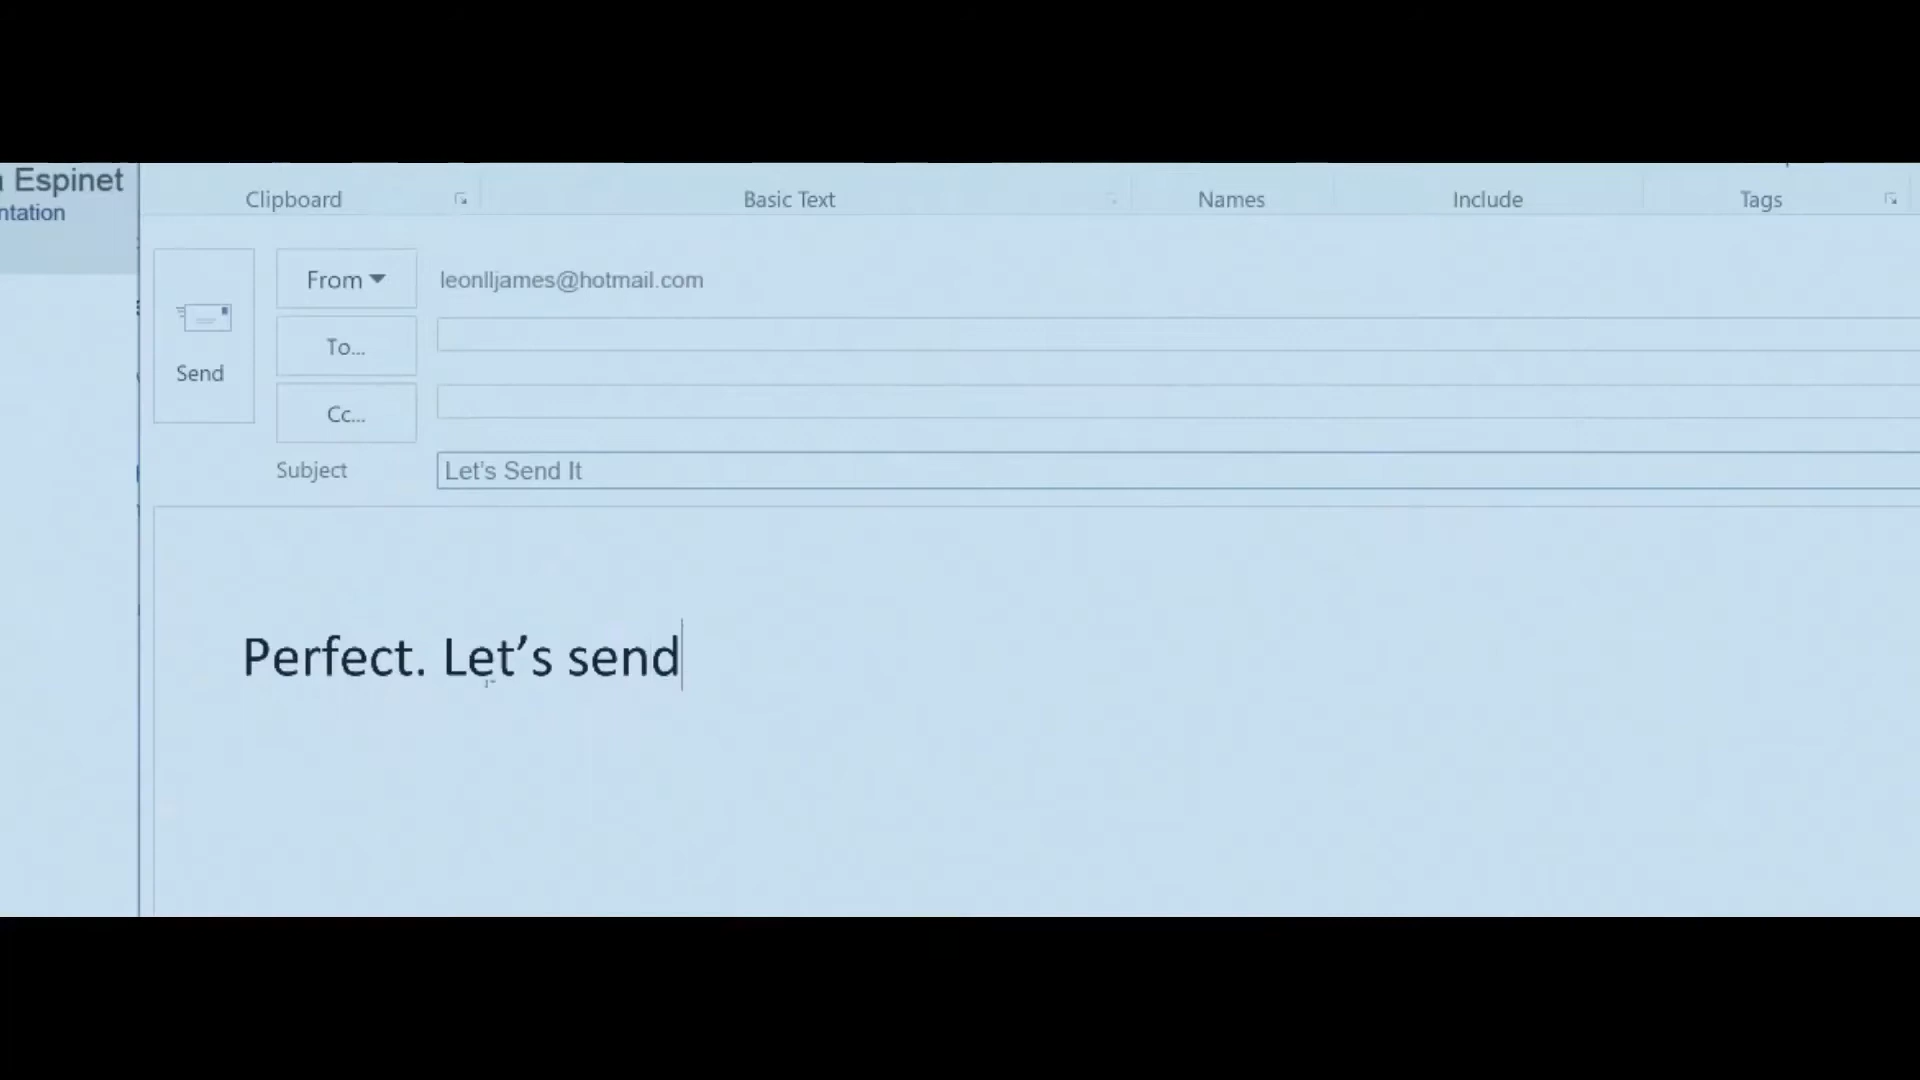 Espinet
ntation
Clipboard
Basic Text
Names
Include
Tags
Send
From
leonlljames@hotmail.com
To...
Cc...
Subject
Let's Send It
Perfect. Let’s send